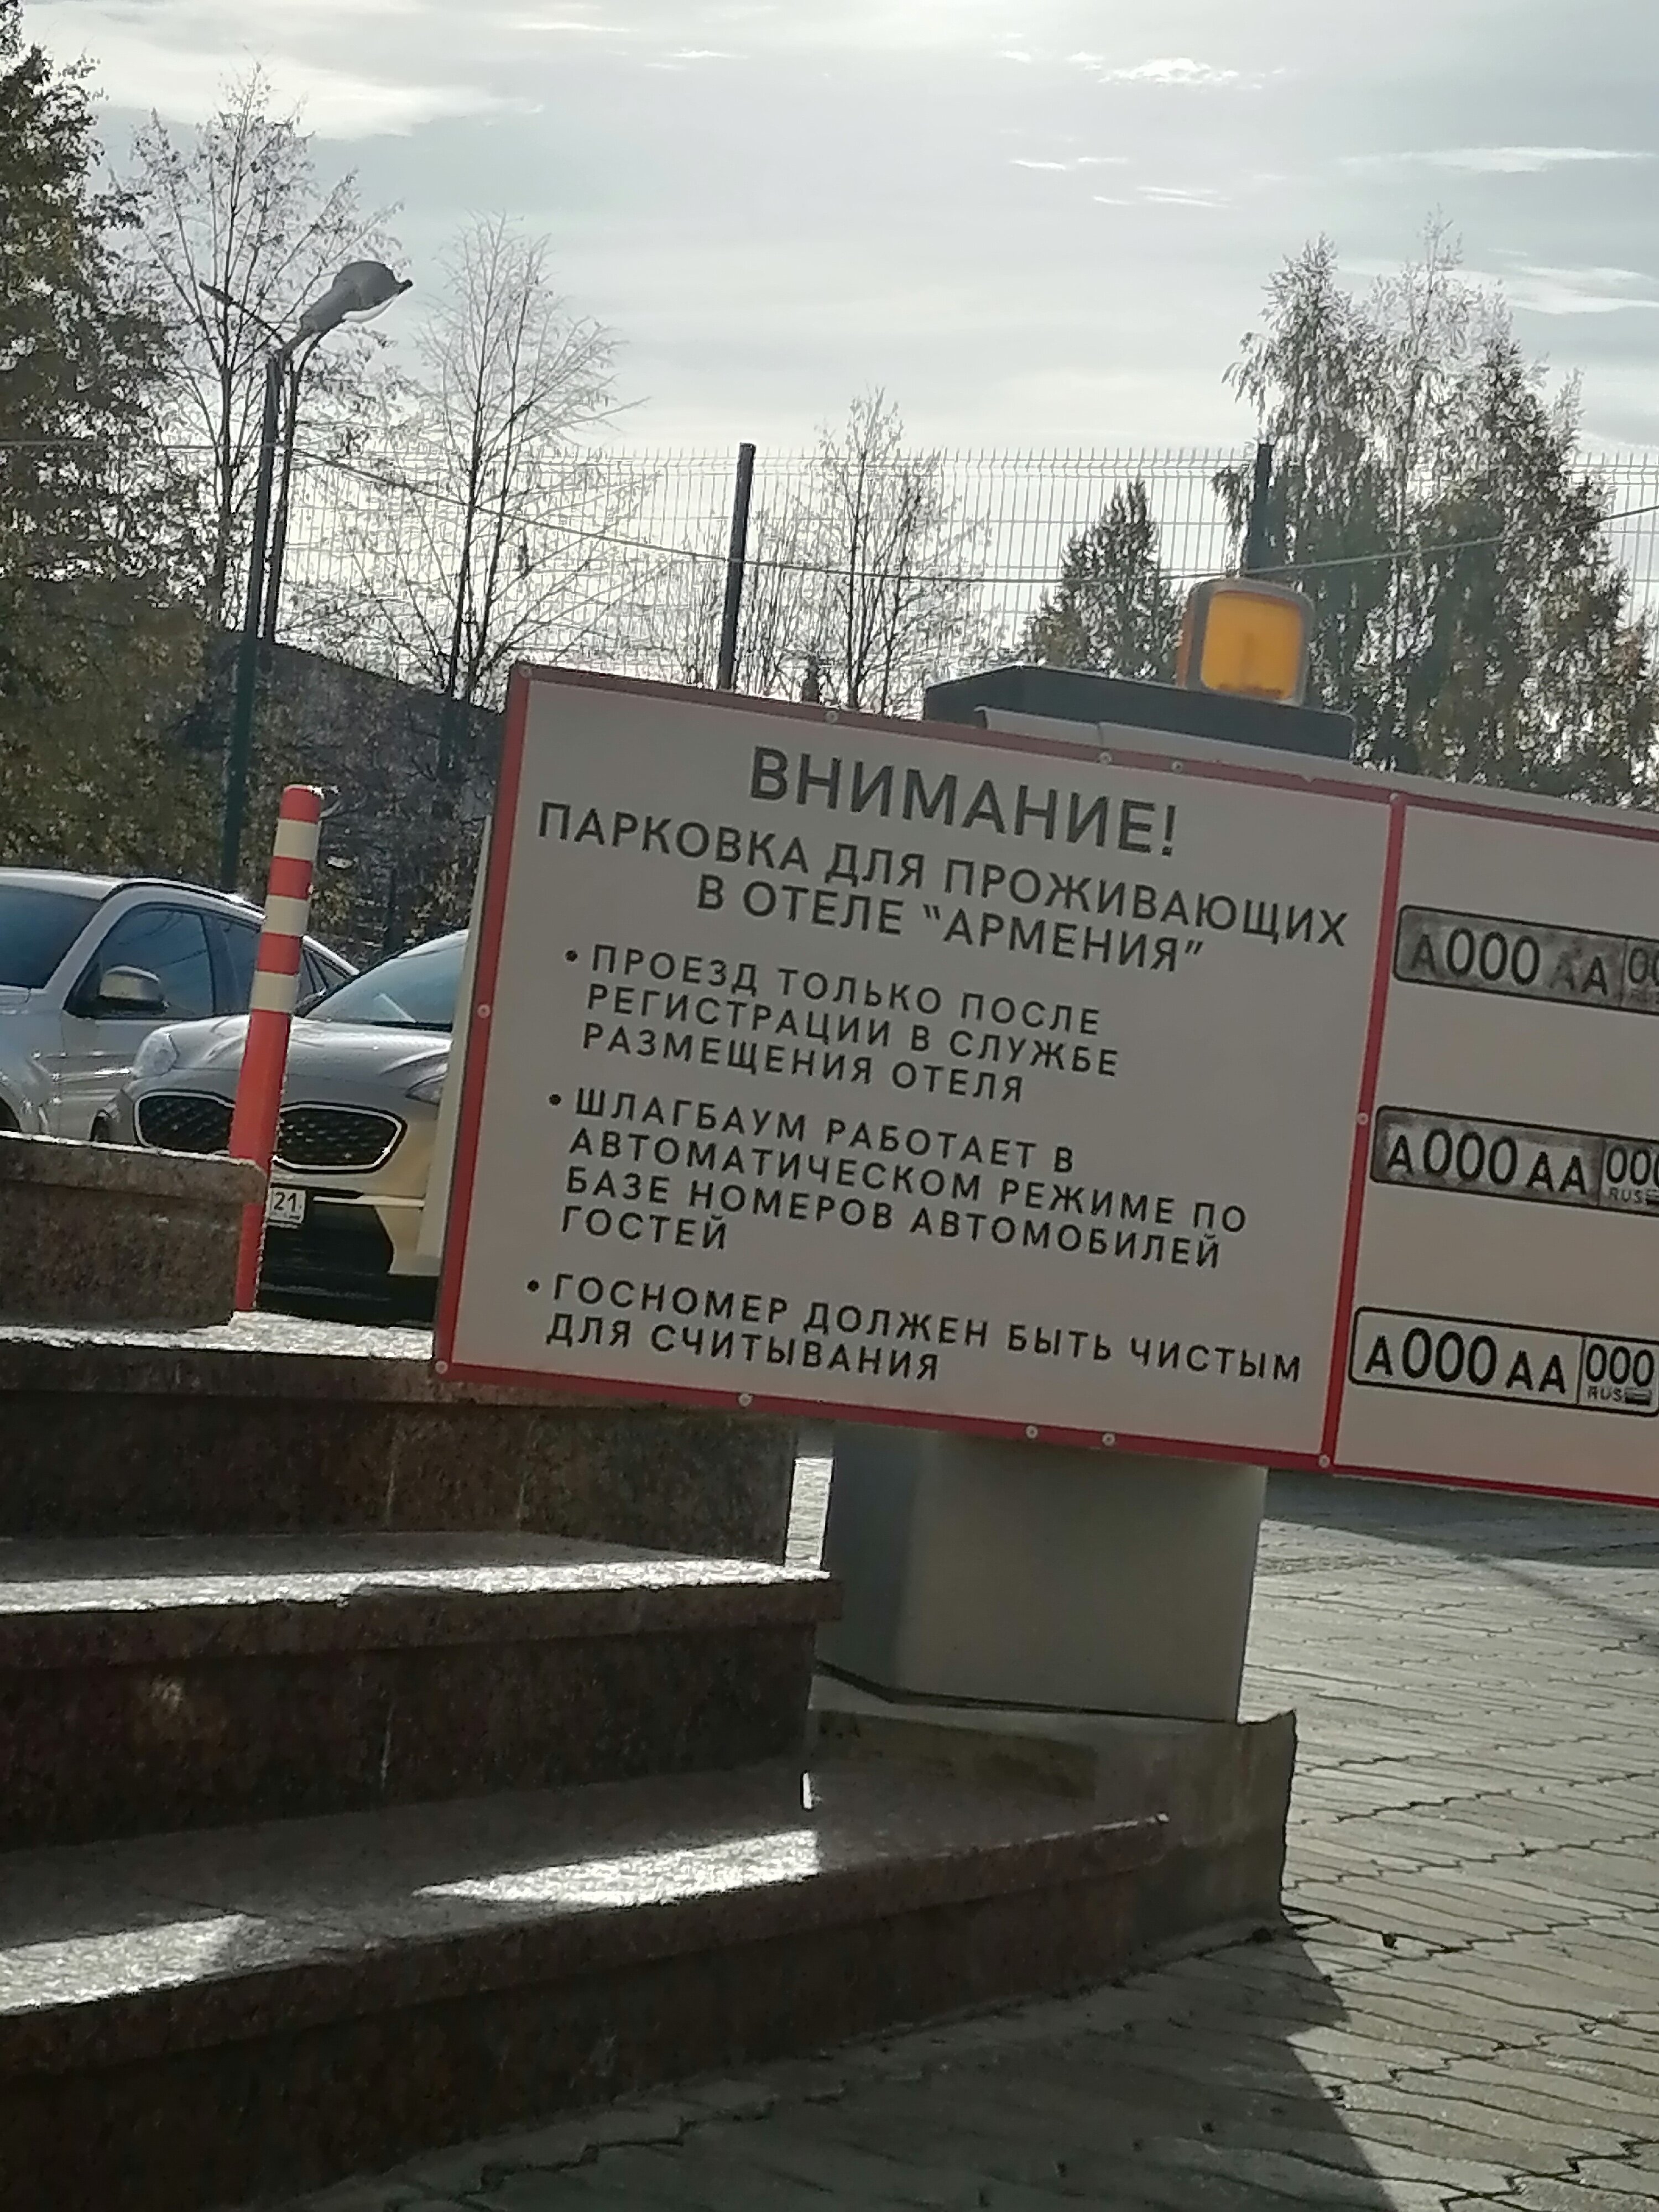 ВНИМАНИЕ!
ПАРКОВКА ДЛЯ ПРОЖИВАЮЩИХ
В ОТЕЛЕ "АРМЕНИЯ"
• ПРОЕЗД ТОЛЬКО ПОСЛЕ
РЕГИСТРАЦИИ В СЛУЖБЕ
РАЗМЕЩЕНИЯ ОТЕЛЯ
• ШЛАГБАУМ РАБОТАЕТ В
АВТОМАТИЧЕСКОМ РЕЖИМЕ ПО
БАЗЕ НОМЕРОВ АВТОМОБИЛЕЙ
ГОСТЕЙ
• ГОСНОМЕР ДОЛЖЕН БЫТЬ ЧИСТЫМ
ДЛЯ СЧИТЫВАНИЯ
А000АА
А000АА 000
RUS
А000АА 000
RUS
21